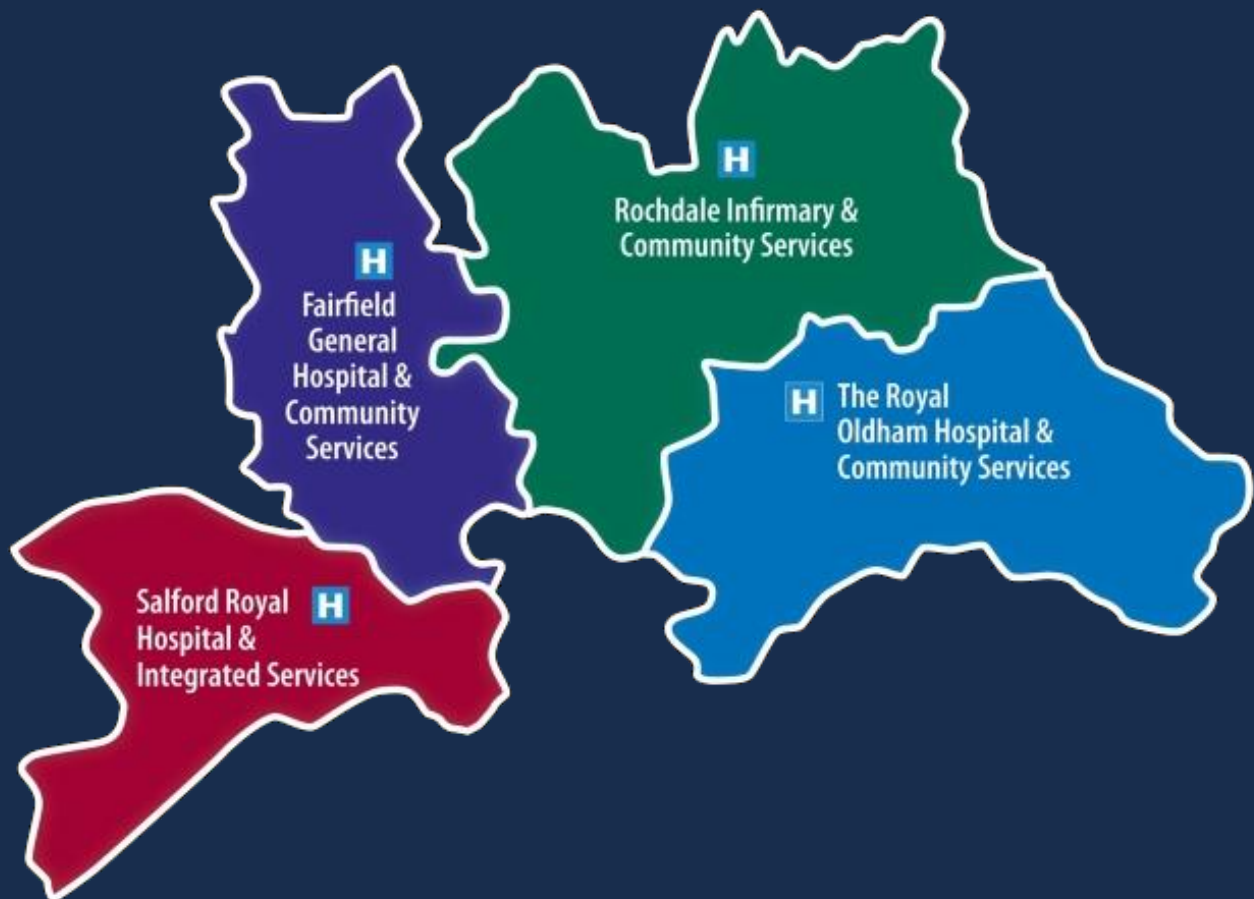 H
Rochdale Infirmary &
Community Services
H
Fairfield
General
Hospital &
Community
Services
H
The Royal
Oldham Hospital &
Community Services
H
Salford Royal
Hospital &
Integrated Services